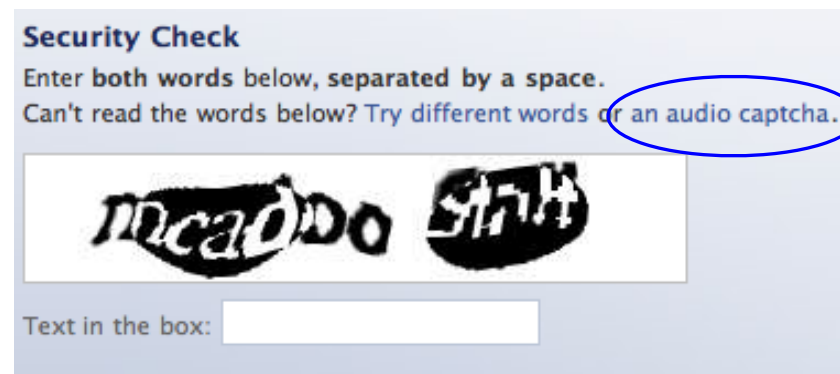 Security Check
Enter both words below, separated by a space.
Can't read the words below? Try different words or an audio captcha.
mcadoo
Text in the box: